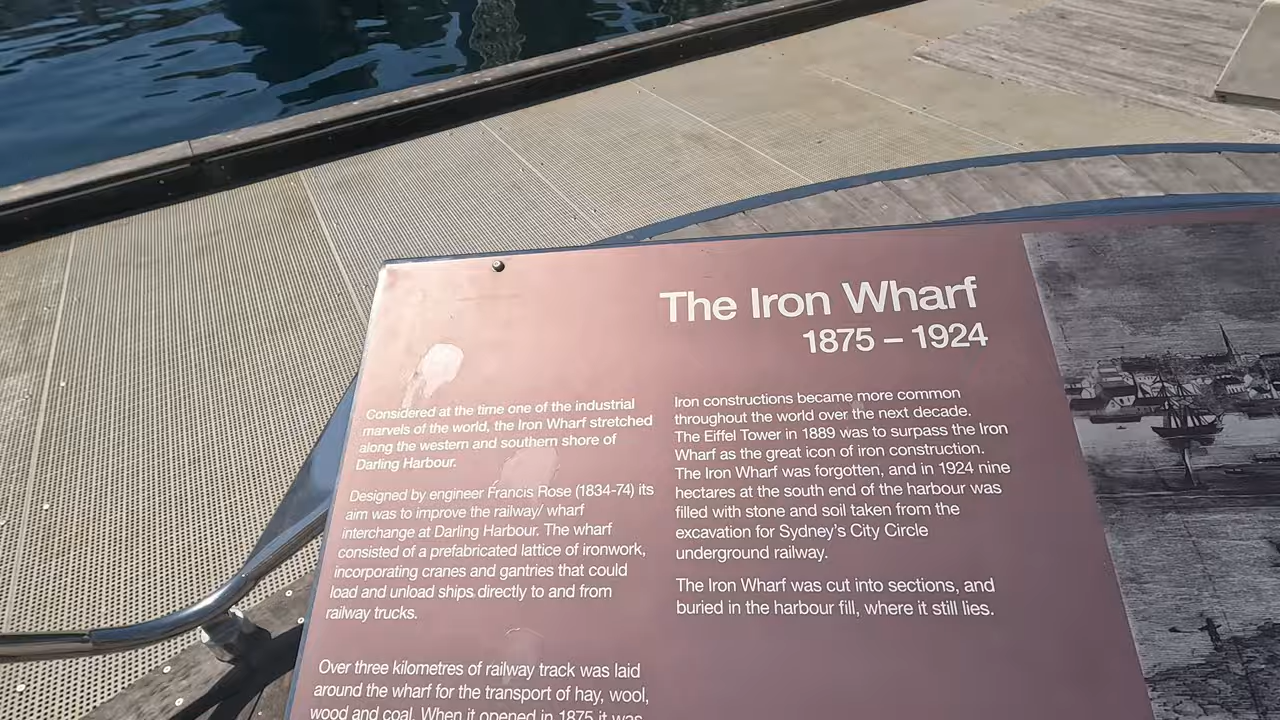 The Iron Wharf
1875 – 1924
Considered at the time one of the industrial
marvels of the world, the Iron Wharf stretched
along the western and southern shore of
Darling Harbour.
Designed by engineer Francis Rose (1834-74) its
aim was to improve the railway/ wharf
interchange at Darling Harbour. The wharf
consisted of a prefabricated lattice of ironwork,
incorporating cranes and gantries that could
load and unload ships directly to and from
railway trucks.
Over three kilometres of railway track was laid
around the wharf for the transport of hay, wool,
wood and coal. When it opened in 1875 it was
Iron constructions became more common
throughout the world over the next decade.
The Eiffel Tower in 1889 was to surpass the Iron
Wharf as the great icon of iron construction.
The Iron Wharf was forgotten, and in 1924 nine
hectares at the south end of the harbour was
filled with stone and soil taken from the
excavation for Sydney's City Circle
underground railway.
The Iron Wharf was cut into sections, and
buried in the harbour fill, where it still lies.